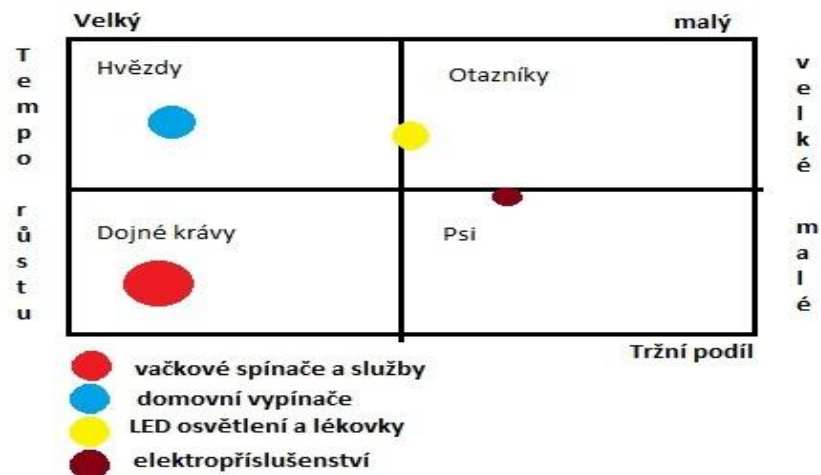 Velký
malý
Tempo růstu
Hvězdy
Otazníky
velké
Dojné krávy
Psi
malé
Tržní podíl
vačkové spínače a služby
domovní vypínače
LED osvětlení a lékovky
elektropříslušenství